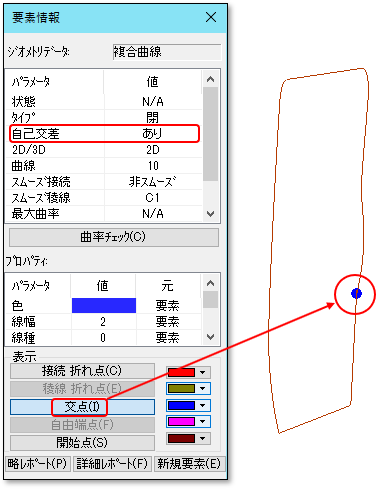 要素情報
ジオメトリデータ: 複合曲線
パラメータ 値
状態 N/A
タイプ 閉
自己交差 あり
2D/3D 2D
曲線 10
スムーズ接続 非スムーズ
スムーズ稜線 C1
最大曲率 N/A
曲率チェック(C)
プロパティ:
パラメータ 値 元
色 要素
線幅 2 要素
線種 0 要素
表示
接続 折れ点(C)
稜線 折れ点(E)
交点(I)
自由端点(F)
開始点(S)
略レポート(P) 詳細レポート(F) 新規要素(E)